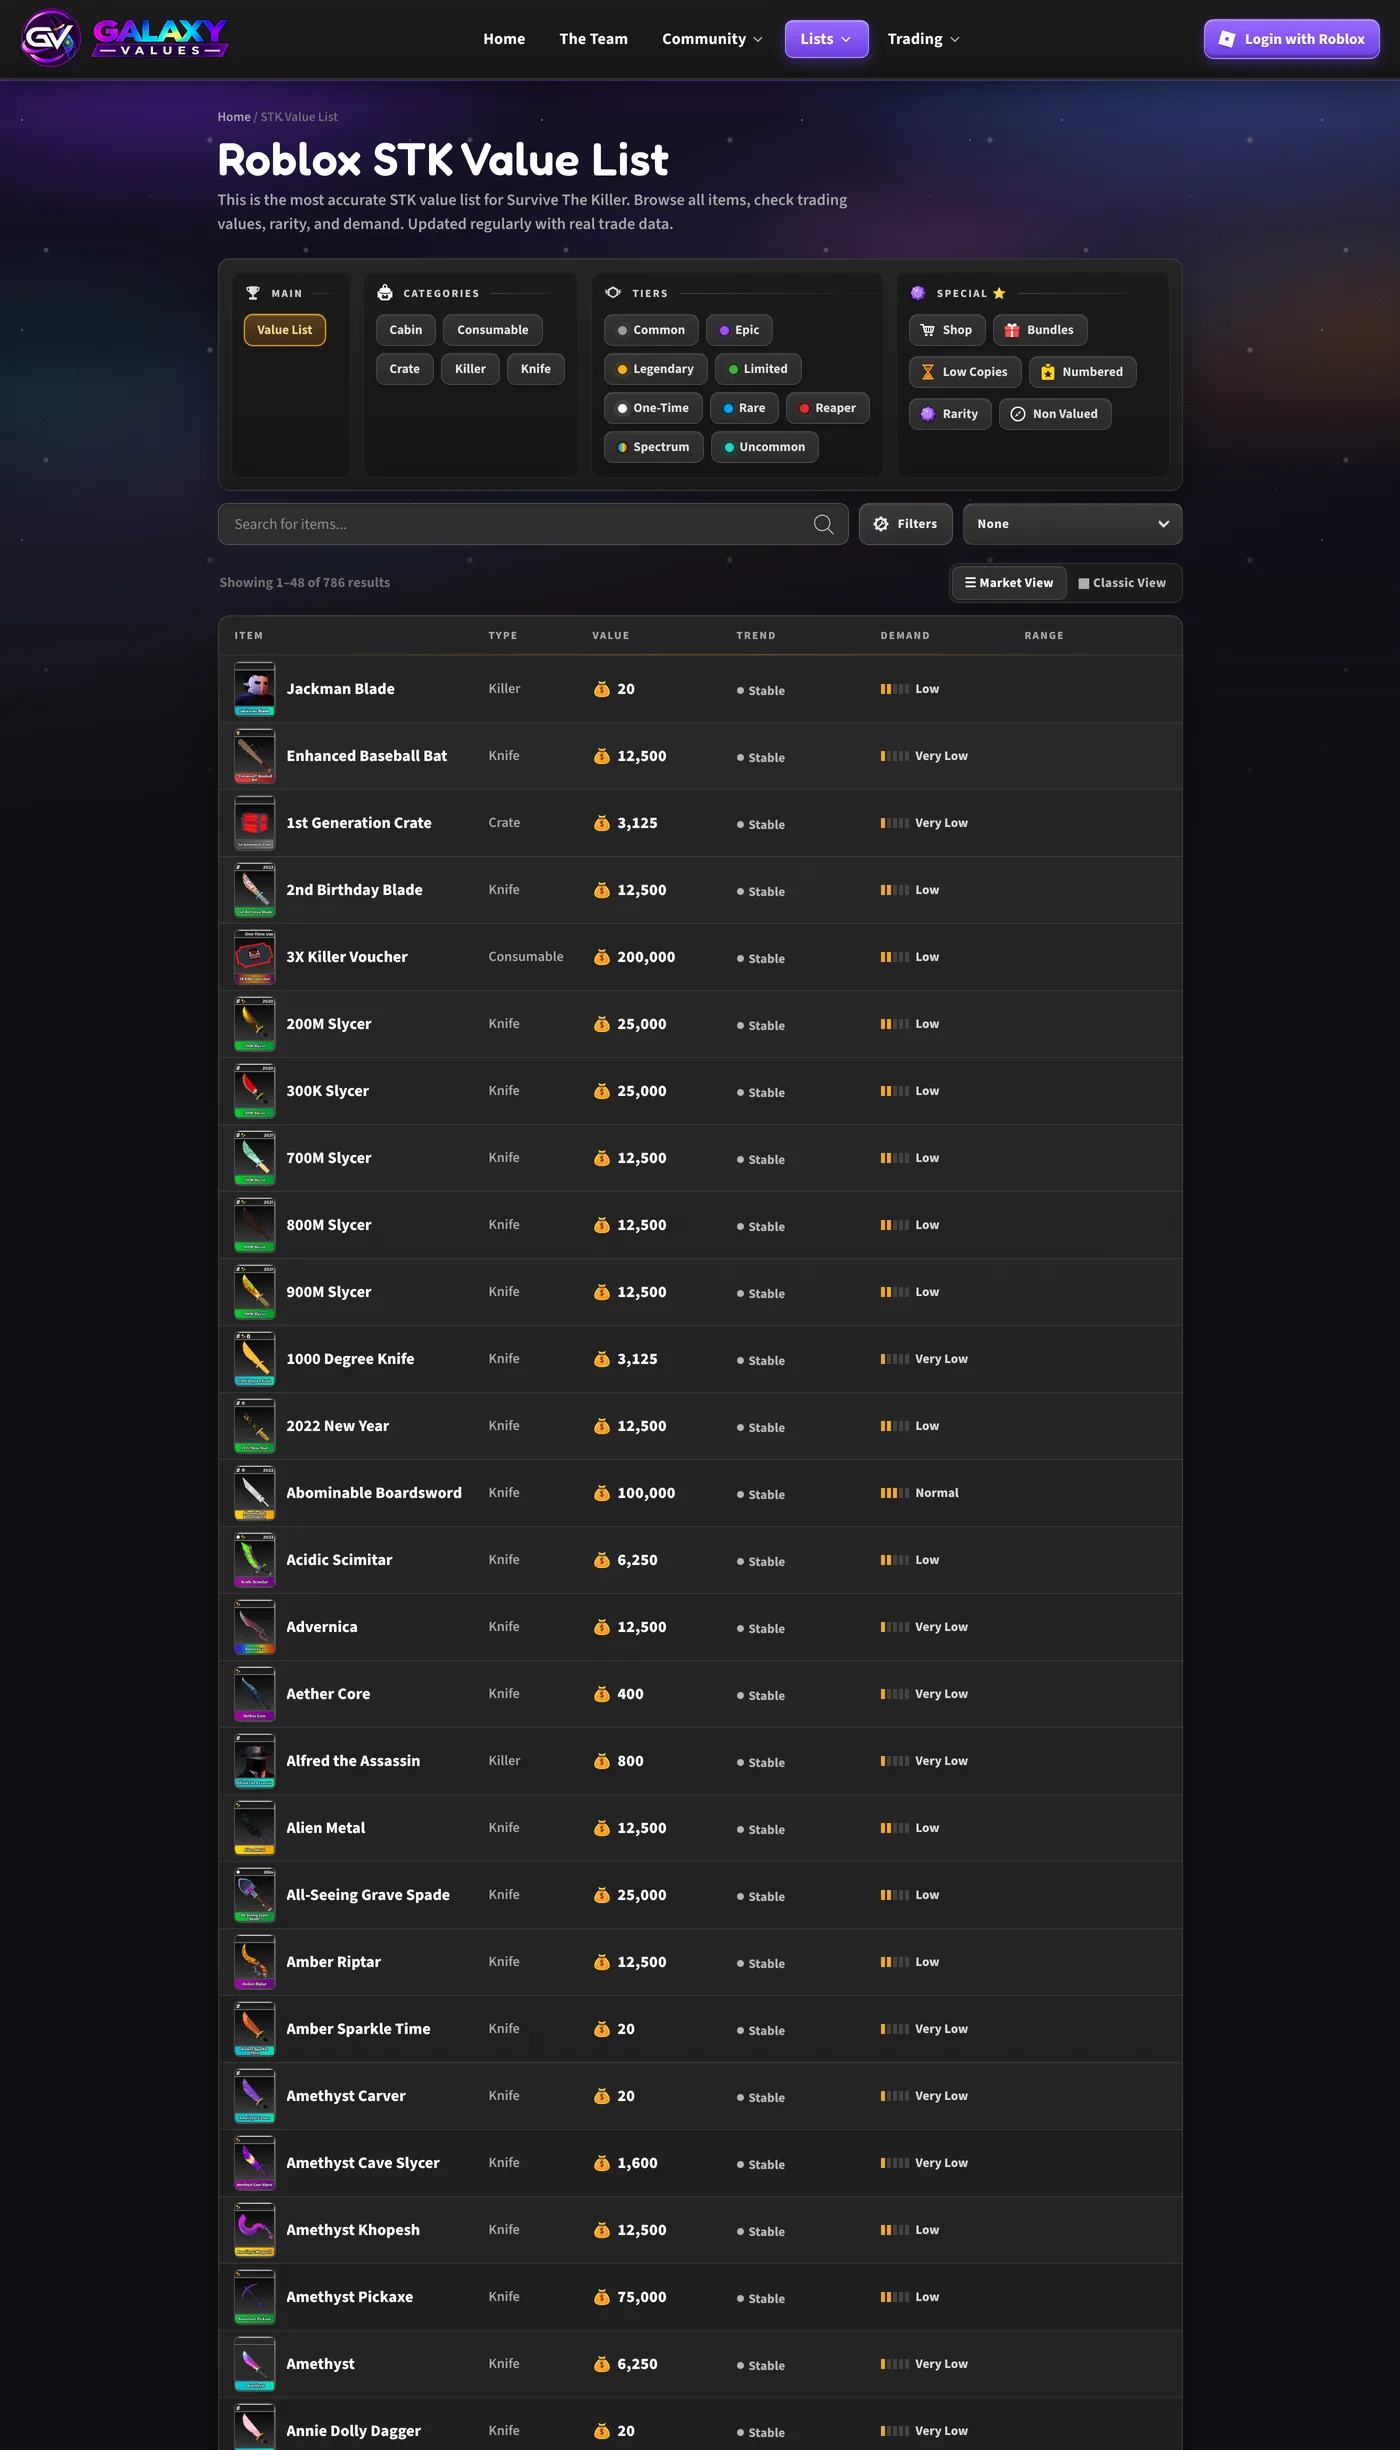 GV GALAXY
VALUES
Home The Team Community Lists Trading Login with Roblox
Home / STK Value List
Roblox STK Value List
This is the most accurate STK value list for Survive The Killer. Browse all items, check trading
values, rarity, and demand. Updated regularly with real trade data.
MAIN
Value List
CATEGORIES
Cabin Consumable
Crate Killer Knife
TIERS
Common Epic
Legendary Limited
One-Time Rare Reaper
Spectrum Uncommon
SPECIAL
Shop Bundles
Low Copies Numbered
Rarity Non Valued
Search for items... Filters None
Showing 1–48 of 786 results Market View Classic View
ITEM TYPE VALUE TREND DEMAND RANGE
Jackman Blade Killer 20 Stable Low
Enhanced Baseball Bat Knife 12,500 Stable Very Low
1st Generation Crate Crate 3,125 Stable Very Low
2nd Birthday Blade Knife 12,500 Stable Low
3X Killer Voucher Consumable 200,000 Stable Low
200M Slycer Knife 25,000 Stable Low
300K Slycer Knife 25,000 Stable Low
700M Slycer Knife 12,500 Stable Low
800M Slycer Knife 12,500 Stable Low
900M Slycer Knife 12,500 Stable Low
1000 Degree Knife Knife 3,125 Stable Very Low
2022 New Year Knife 12,500 Stable Low
Abominable Boardsword Knife 100,000 Stable Normal
Acidic Scimitar Knife 6,250 Stable Low
Advernica Knife 12,500 Stable Very Low
Aether Core Knife 400 Stable Very Low
Alfred the Assassin Killer 800 Stable Very Low
Alien Metal Knife 12,500 Stable Low
All-Seeing Grave Spade Knife 25,000 Stable Low
Amber Riptar Knife 12,500 Stable Low
Amber Sparkle Time Knife 20 Stable Very Low
Amethyst Carver Knife 20 Stable Very Low
Amethyst Cave Slycer Knife 1,600 Stable Very Low
Amethyst Khopesh Knife 12,500 Stable Low
Amethyst Pickaxe Knife 75,000 Stable Low
Amethyst Knife 6,250 Stable Very Low
Annie Dolly Dagger Knife 20 Stable Very Low